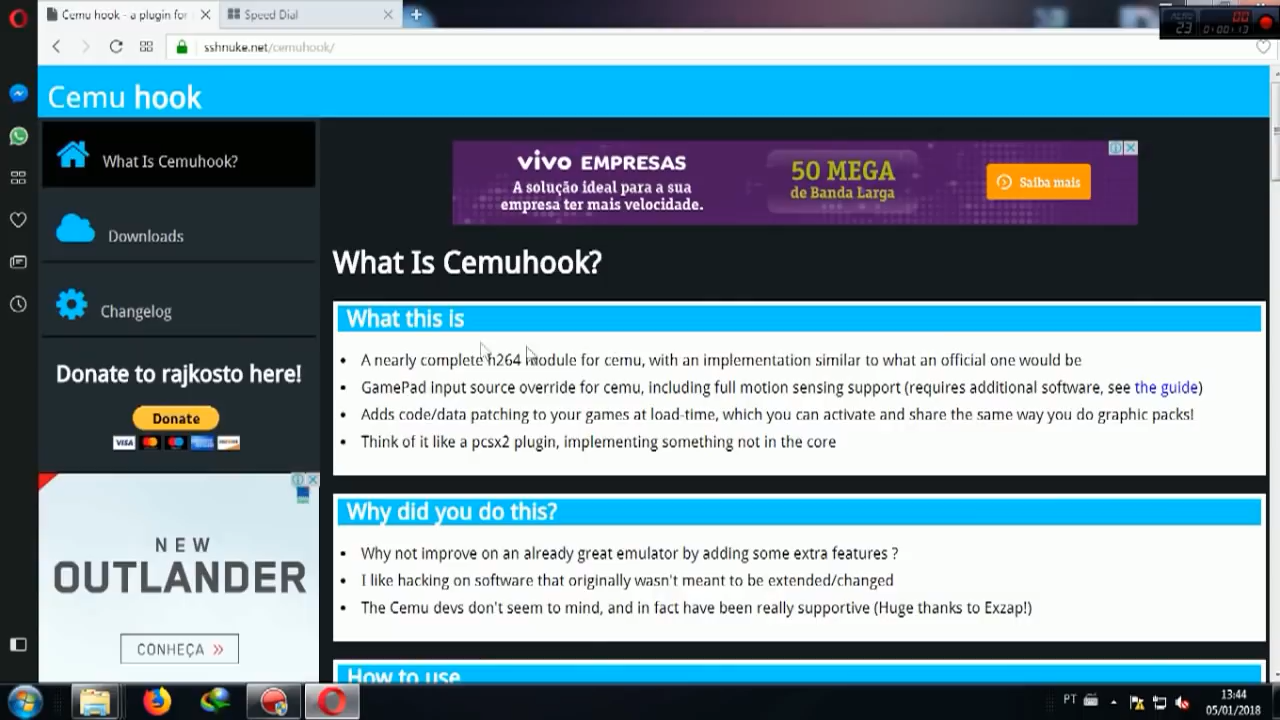 Cemu hook - a plugin for
Speed Dial
23
00
sshnuke.net/cemuhook/
Cemu hook
What Is Cemuhook?
Downloads
Changelog
Donate to rajkosto here!
Donate
VISA
NEW
OUTLANDER
CONHEÇA »
vivo EMPRESAS
A solução ideal para a sua
empresa ter mais velocidade.
50 MEGA
de Banda Larga
Saiba mais
What Is Cemuhook?
What this is
• A nearly complete h264 module for cemu, with an implementation similar to what an official one would be
• GamePad input source override for cemu, including full motion sensing support (requires additional software, see the guide)
• Adds code/data patching to your games at load-time, which you can activate and share the same way you do graphic packs!
• Think of it like a pcsx2 plugin, implementing something not in the core
Why did you do this?
• Why not improve on an already great emulator by adding some extra features ?
• I like hacking on software that originally wasn't meant to be extended/changed
• The Cemu devs don't seem to mind, and in fact have been really supportive (Huge thanks to Exzap!)
How to use
PT
13:44
05/01/2018